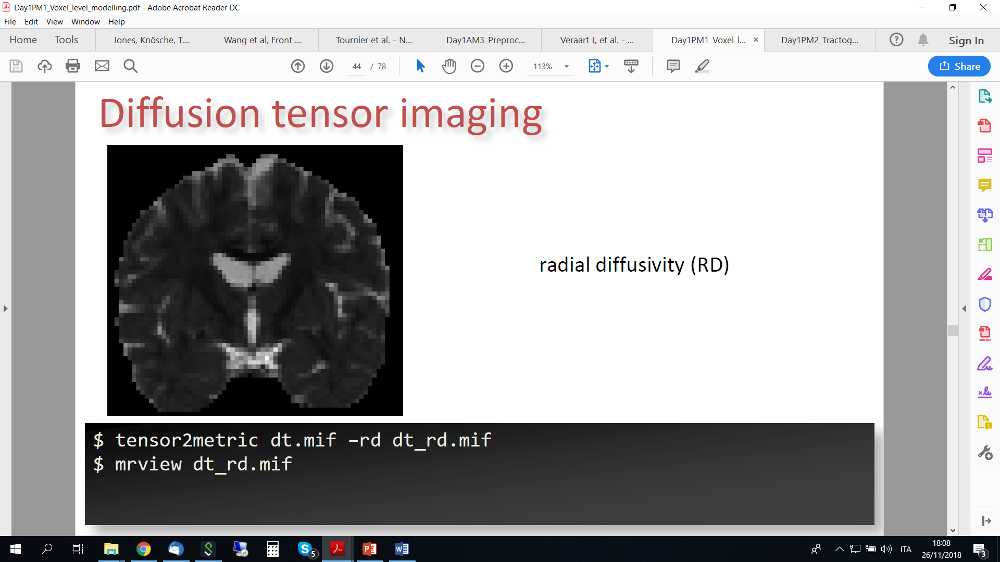 Day1PM1_Voxel_level_modelling.pdf - Adobe Acrobat Reader DC
File Edit View Window Help
Home Tools Jones, Knösche, T... Wang et al, Front ... Tournier et al. - N... Day1AM3_Preproc... Veraart J, et al. - ... Day1PM1_Voxel_l... Day1PM2_Tractog... Sign In
44 / 78 113% Share
Diffusion tensor imaging
radial diffusivity (RD)
$ tensor2metric dt.mif –rd dt_rd.mif
$ mrview dt_rd.mif
5 ITA 18:08
26/11/2018 3